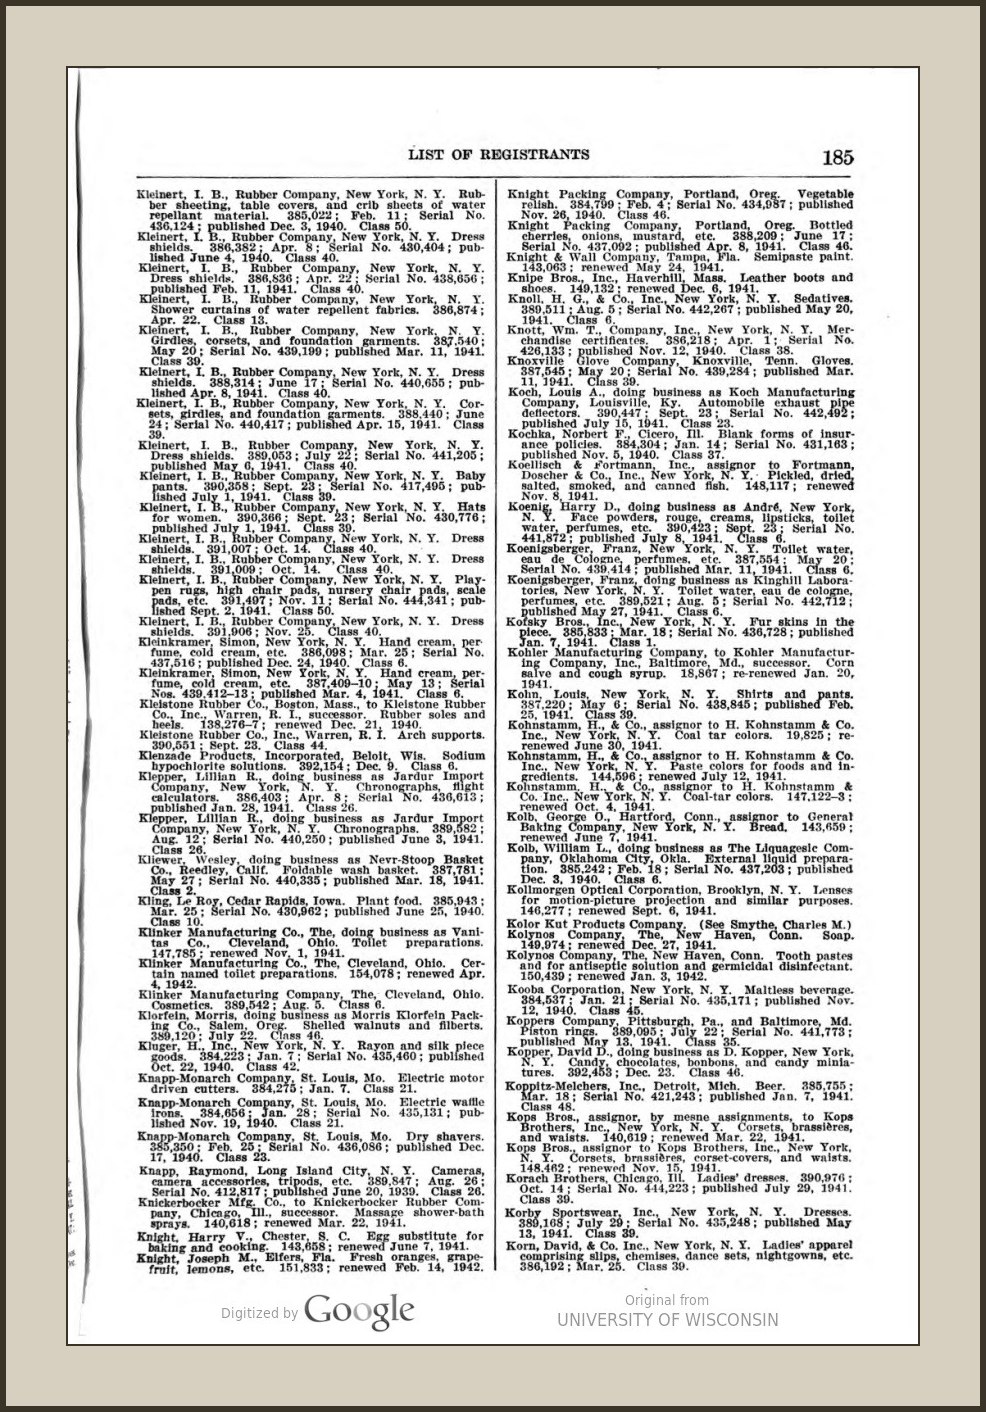 LIST OF REGISTRANTS
185
Kleinert, I. B., Rubber Company, New York, N. Y. Rub-
ber sheeting, table covers, and crib sheets of water
repellant material. 385,022; Feb. 11; Serial No.
436,124; published Dec. 3, 1940. Class 50.
Kleinert, I. B., Rubber Company, New York, N. Y. Dress
shields. 386,382; Apr. 8; Serial No. 430,404; pub-
lished June 4, 1940. Class 40.
Kleinert, I. B., Rubber Company, New York, N. Y.
Dress shields. 386,836; Apr. 22; Serial No. 438,656;
published Feb. 11, 1941. Class 40.
Kleinert, I. B., Rubber Company, New York, N. Y.
Shower curtains of water repellent fabrics. 386,874;
Apr. 22. Class 13.
Kleinert, I. B., Rubber Company, New York, N. Y.
Girdles, corsets, and foundation garments. 387,540;
May 20; Serial No. 439,199; published Mar. 11, 1941.
Class 39.
Kleinert, I. B., Rubber Company, New York, N. Y. Dress
shields. 388,314; June 17; Serial No. 440,655; pub-
lished Apr. 8, 1941. Class 40.
Kleinert, I. B., Rubber Company, New York, N. Y. Cor-
sets, girdles, and foundation garments. 388,440; June
24; Serial No. 440,417; published Apr. 15, 1941. Class
39.
Kleinert, I. B., Rubber Company, New York, N. Y.
Dress shields. 389,053; July 22; Serial No. 441,205;
published May 6, 1941. Class 40.
Kleinert, I. B., Rubber Company, New York, N. Y. Baby
pants. 390,358; Sept. 23; Serial No. 417,495; pub-
lished July 1, 1941. Class 39.
Kleinert, I. B., Rubber Company, New York, N. Y. Hats
for women. 390,366; Sept. 23; Serial No. 430,776;
published July 1, 1941. Class 39.
Kleinert, I. B., Rubber Company, New York, N. Y. Dress
shields. 391,007; Oct. 14. Class 40.
Kleinert, I. B., Rubber Company, New York, N. Y. Dress
shields. 391,009; Oct. 14. Class 40.
Kleinert, I. B., Rubber Company, New York, N. Y. Play-
pen rugs, high chair pads, nursery chair pads, scale
pads, etc. 391,497; Nov. 11; Serial No. 444,341; pub-
lished Sept. 2, 1941. Class 50.
Kleinert, I. B., Rubber Company, New York, N. Y. Dress
shields. 391,906; Nov. 25. Class 40.
Kleinkramer, Simon, New York, N. Y. Hand cream, per-
fume, cold cream, etc. 386,098; Mar. 25; Serial No.
437,516; published Dec. 24, 1940. Class 6.
Kleinkramer, Simon, New York, N. Y. Hand cream, per-
fume, cold cream, etc. 387,409–10; May 13; Serial
Nos. 439,412–13; published Mar. 4, 1941. Class 6.
Kleistone Rubber Co., Boston, Mass., to Kleistone Rubber
Co., Inc., Warren, R. I., successor. Rubber soles and
heels. 138,276–7; renewed Dec. 21, 1940.
Kleistone Rubber Co., Inc., Warren, R. I. Arch supports.
390,551; Sept. 23. Class 44.
Klenzade Products, Incorporated, Beloit, Wis. Sodium
hypochlorite solutions. 392,154; Dec. 9. Class 6.
Klepper, Lillian R., doing business as Jardur Import
Company, New York, N. Y. Chronographs, flight
calculators. 386,403; Apr. 8; Serial No. 436,613;
published Jan. 28, 1941. Class 26.
Klepper, Lillian R., doing business as Jardur Import
Company, New York, N. Y. Chronographs. 389,582;
Aug. 12; Serial No. 440,250; published June 3, 1941.
Class 26.
Kliewer, Wesley, doing business as Nevr-Stoop Basket
Co., Reedley, Calif. Foldable wash basket. 387,781;
May 27; Serial No. 440,335; published Mar. 18, 1941.
Class 2.
Kling, Le Roy, Cedar Rapids, Iowa. Plant food. 385,943;
Mar. 25; Serial No. 430,962; published June 25, 1940.
Class 10.
Klinker Manufacturing Co., The, doing business as Vani-
tas Co., Cleveland, Ohio. Toilet preparations.
147,785; renewed Nov. 1, 1941.
Klinker Manufacturing Co., The, Cleveland, Ohio. Cer-
tain named toilet preparations. 154,078; renewed Apr.
4, 1942.
Klinker Manufacturing Company, The, Cleveland, Ohio.
Cosmetics. 389,542; Aug. 5. Class 6.
Klorfein, Morris, doing business as Morris Klorfein Pack-
ing Co., Salem, Oreg. Shelled walnuts and filberts.
389,120; July 22. Class 46.
Kluger, H., Inc., New York, N. Y. Rayon and silk piece
goods. 384,223; Jan. 7; Serial No. 435,460; published
Oct. 22, 1940. Class 42.
Knapp-Monarch Company, St. Louis, Mo. Electric motor
driven cutters. 384,275; Jan. 7. Class 21.
Knapp-Monarch Company, St. Louis, Mo. Electric waffle
irons. 384,656; Jan. 28; Serial No. 435,131; pub-
lished Nov. 19, 1940. Class 21.
Knapp-Monarch Company, St. Louis, Mo. Dry shavers.
385,350; Feb. 25; Serial No. 436,086; published Dec.
17, 1940. Class 23.
Knapp, Raymond, Long Island City, N. Y. Cameras,
camera accessories, tripods, etc. 389,847; Aug. 26;
Serial No. 412,817; published June 20, 1939. Class 26.
Knickerbocker Mfg. Co., to Knickerbocker Rubber Com-
pany, Chicago, Ill., successor. Massage shower-bath
sprays. 140,618; renewed Mar. 22, 1941.
Knight, Harry V., Chester, S. C. Egg substitute for
baking and cooking. 143,658; renewed June 7, 1941.
Knight, Joseph M., Elfers, Fla. Fresh oranges, grape-
fruit, lemons, etc. 151,833; renewed Feb. 14, 1942.
Knight Packing Company, Portland, Oreg. Vegetable
relish. 384,799; Feb. 4; Serial No. 434,987; published
Nov. 26, 1940. Class 46.
Knight Packing Company, Portland, Oreg. Bottled
cherries, onions, mustard, etc. 388,209; June 17;
Serial No. 437,092; published Apr. 8, 1941. Class 46.
Knight & Wall Company, Tampa, Fla. Semipaste paint.
143,063; renewed May 24, 1941.
Knipe Bros., Inc., Haverhill, Mass. Leather boots and
shoes. 149,132; renewed Dec. 6, 1941.
Knoll, H. G., & Co., Inc., New York, N. Y. Sedatives.
389,511; Aug. 5; Serial No. 442,267; published May 20,
1941. Class 6.
Knott, Wm. T., Company, Inc., New York, N. Y. Mer-
chandise certificates. 386,218; Apr. 1; Serial No.
426,133; published Nov. 12, 1940. Class 38.
Knoxville Glove Company, Knoxville, Tenn. Gloves.
387,545; May 20; Serial No. 439,284; published Mar.
11, 1941. Class 39.
Koch, Louis A., doing business as Koch Manufacturing
Company, Louisville, Ky. Automobile exhaust pipe
deflectors. 390,447; Sept. 23; Serial No. 442,492;
published July 15, 1941. Class 23.
Kochka, Norbert F., Cicero, Ill. Blank forms of insur-
ance policies. 384,304; Jan. 14; Serial No. 431,163;
published Nov. 5, 1940. Class 37.
Koellisch & Fortmann, Inc., assignor to Fortmann,
Doscher & Co., Inc., New York, N. Y. Pickled, dried,
salted, smoked, and canned fish. 148,117; renewed
Nov. 8, 1941.
Koenig, Harry D., doing business as André, New York,
N. Y. Face powders, rouge, creams, lipsticks, toilet
water, perfumes, etc. 390,423; Sept. 23; Serial No.
441,872; published July 8, 1941. Class 6.
Koenigsberger, Franz, New York, N. Y. Toilet water,
eau de Cologne, perfumes, etc. 387,554; May 20;
Serial No. 439,414; published Mar. 11, 1941. Class 6.
Koenigsberger, Franz, doing business as Kinghill Labora-
tories, New York, N. Y. Toilet water, eau de cologne,
perfumes, etc. 389,521; Aug. 5; Serial No. 442,712;
published May 27, 1941. Class 6.
Kofsky Bros., Inc., New York, N. Y. Fur skins in the
piece. 385,833; Mar. 18; Serial No. 436,728; published
Jan. 7, 1941. Class 1.
Kohler Manufacturing Company, to Kohler Manufactur-
ing Company, Inc., Baltimore, Md., successor. Corn
salve and cough syrup. 18,867; re-renewed Jan. 20,
1941.
Kohn, Louis, New York, N. Y. Shirts and pants.
387,220; May 6; Serial No. 438,845; published Feb.
25, 1941. Class 39.
Kohnstamm, H., & Co., assignor to H. Kohnstamm & Co.
Inc., New York, N. Y. Coal tar colors. 19,825; re-
renewed June 30, 1941.
Kohnstamm, H., & Co., assignor to H. Kohnstamm & Co.
Inc., New York, N. Y. Paste colors for foods and in-
gredients. 144,596; renewed July 12, 1941.
Kohnstamm, H., & Co., assignor to H. Kohnstamm &
Co. Inc., New York, N. Y. Coal-tar colors. 147,122–3;
renewed Oct. 4, 1941.
Kolb, George O., Hartford, Conn., assignor to General
Baking Company, New York, N. Y. Bread. 143,659;
renewed June 7, 1941.
Kolb, William L., doing business as The Liquagesic Com-
pany, Oklahoma City, Okla. External liquid prepara-
tion. 385,242; Feb. 18; Serial No. 437,203; published
Dec. 3, 1940. Class 6.
Kollmorgen Optical Corporation, Brooklyn, N. Y. Lenses
for motion-picture projection and similar purposes.
146,277; renewed Sept. 6, 1941.
Kolor Kut Products Company. (See Smythe, Charles M.)
Kolynos Company, The, New Haven, Conn. Soap.
149,974; renewed Dec. 27, 1941.
Kolynos Company, The, New Haven, Conn. Tooth pastes
and for antiseptic solution and germicidal disinfectant.
150,439; renewed Jan. 3, 1942.
Kooba Corporation, New York, N. Y. Maltless beverage.
384,537; Jan. 21; Serial No. 435,171; published Nov.
12, 1940. Class 45.
Koppers Company, Pittsburgh, Pa., and Baltimore, Md.
Piston rings. 389,095; July 22; Serial No. 441,773;
published May 13, 1941. Class 35.
Kopper, David D., doing business as D. Kopper, New York,
N. Y. Candy, chocolates, bonbons, and candy minia-
tures. 392,453; Dec. 23. Class 46.
Koppitz-Melchers, Inc., Detroit, Mich. Beer. 385,755;
Mar. 18; Serial No. 421,243; published Jan. 7, 1941.
Class 48.
Kops Bros., assignor, by mesne assignments, to Kops
Brothers, Inc., New York, N. Y. Corsets, brassières,
and waists. 140,619; renewed Mar. 22, 1941.
Kops Bros., assignor to Kops Brothers, Inc., New York,
N. Y. Corsets, brassières, corset-covers, and waists.
148,462; renewed Nov. 15, 1941.
Korach Brothers, Chicago, Ill. Ladies' dresses. 390,976;
Oct. 14; Serial No. 444,223; published July 29, 1941.
Class 39.
Korby Sportswear, Inc., New York, N. Y. Dresses.
389,168; July 29; Serial No. 435,248; published May
13, 1941. Class 39.
Korn, David, & Co. Inc., New York, N. Y. Ladies' apparel
comprising slips, chemises, dance sets, nightgowns, etc.
386,192; Mar. 25. Class 39.
Digitized by Google
Original from
UNIVERSITY OF WISCONSIN